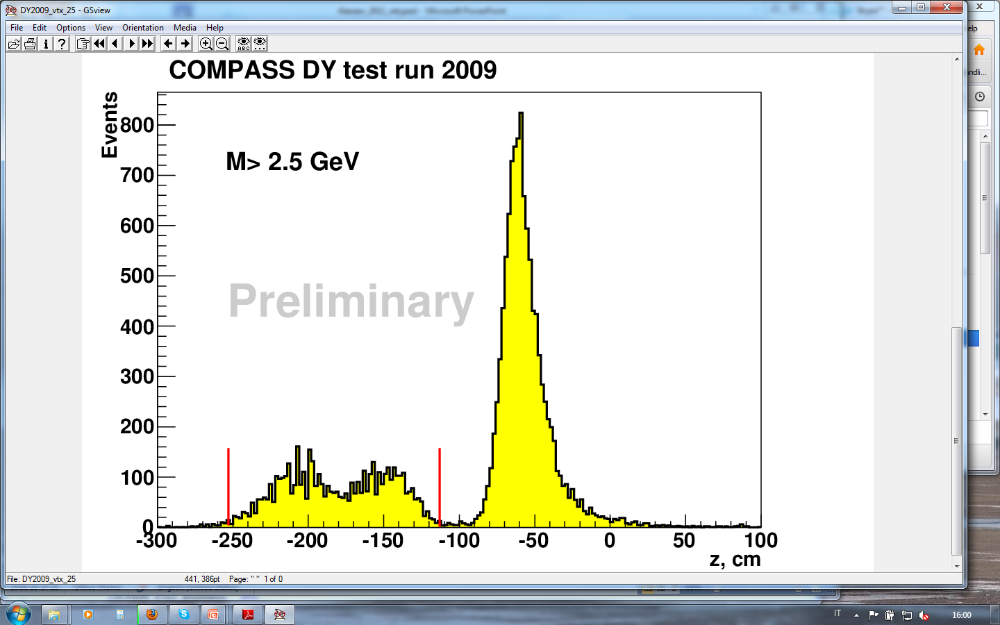 DY2009_vtx_25 - GSview
File Edit Options View Orientation Media Help
COMPASS DY test run 2009
Events
M> 2.5 GeV
Preliminary
800
700
600
500
400
300
200
100
0
-300 -250 -200 -150 -100 -50 0 50 100
z, cm
File: DY2009_vtx_25 441, 386pt Page: " " 1 of 0
IT 16:00